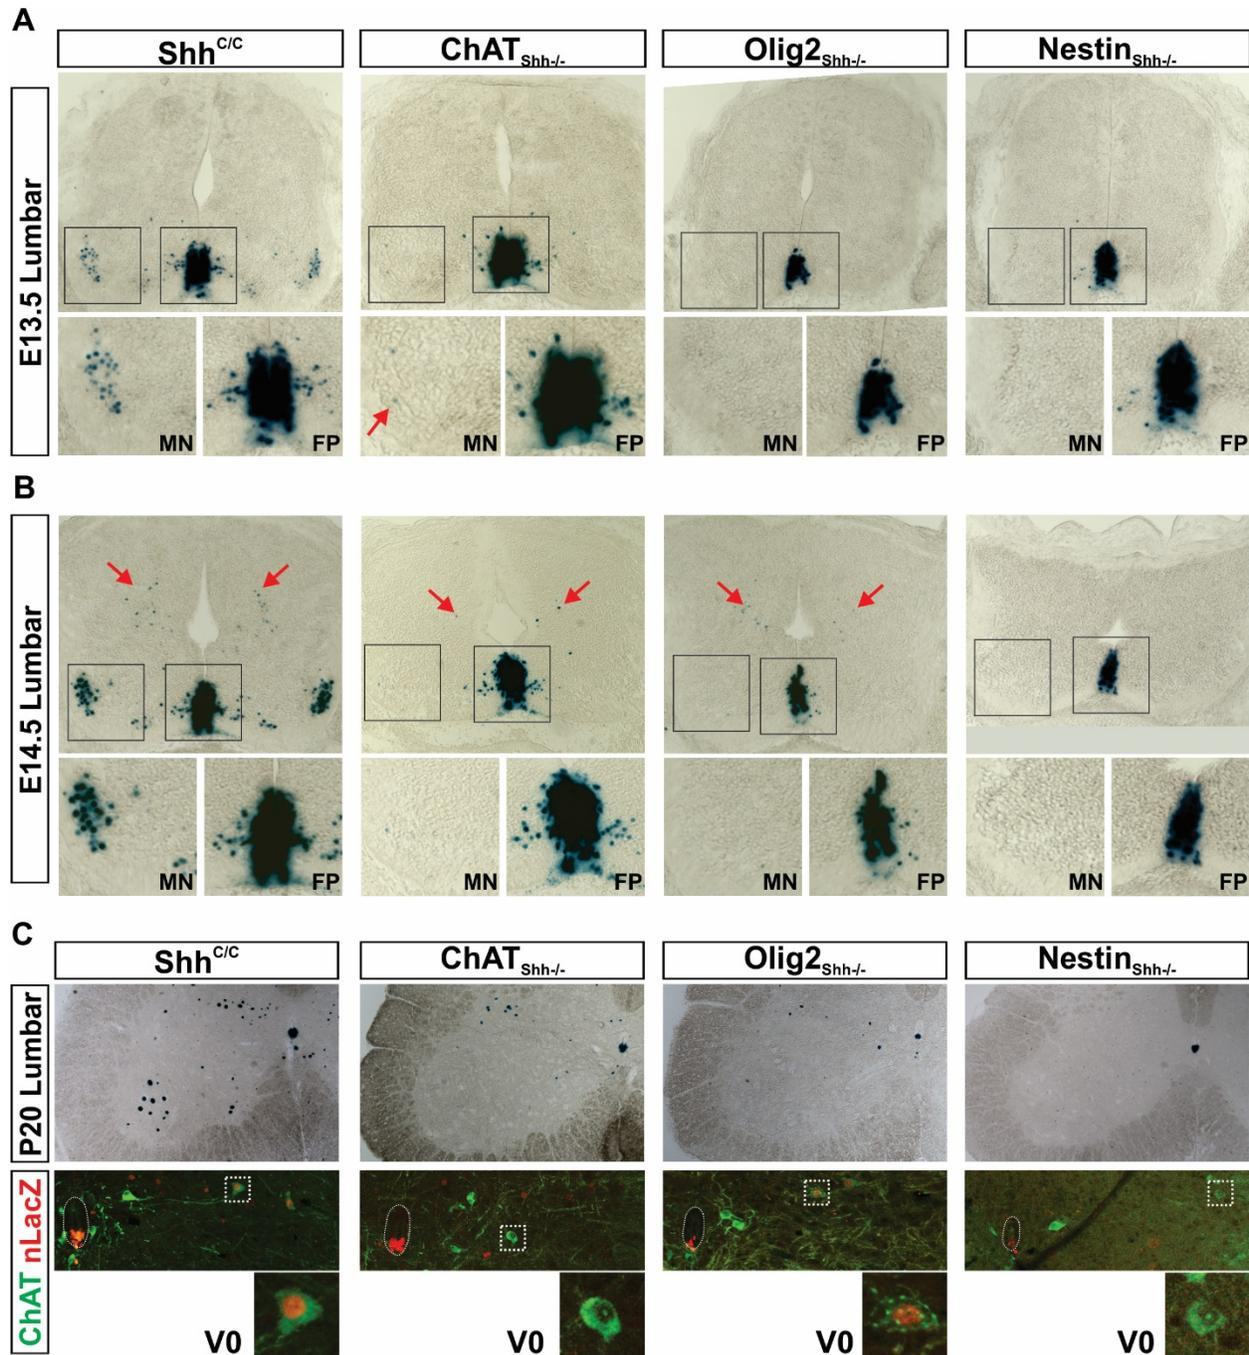 A
Shh^C/C
ChAT_Shh-/-
Olig2_Shh-/-
Nestin_Shh-/-
E13.5 Lumbar
MN
FP
MN
FP
MN
FP
MN
FP
B
E14.5 Lumbar
MN
FP
MN
FP
MN
FP
MN
FP
C
Shh^C/C
ChAT_Shh-/-
Olig2_Shh-/-
Nestin_Shh-/-
P20 Lumbar
ChAT nLacZ
V0
V0
V0
V0